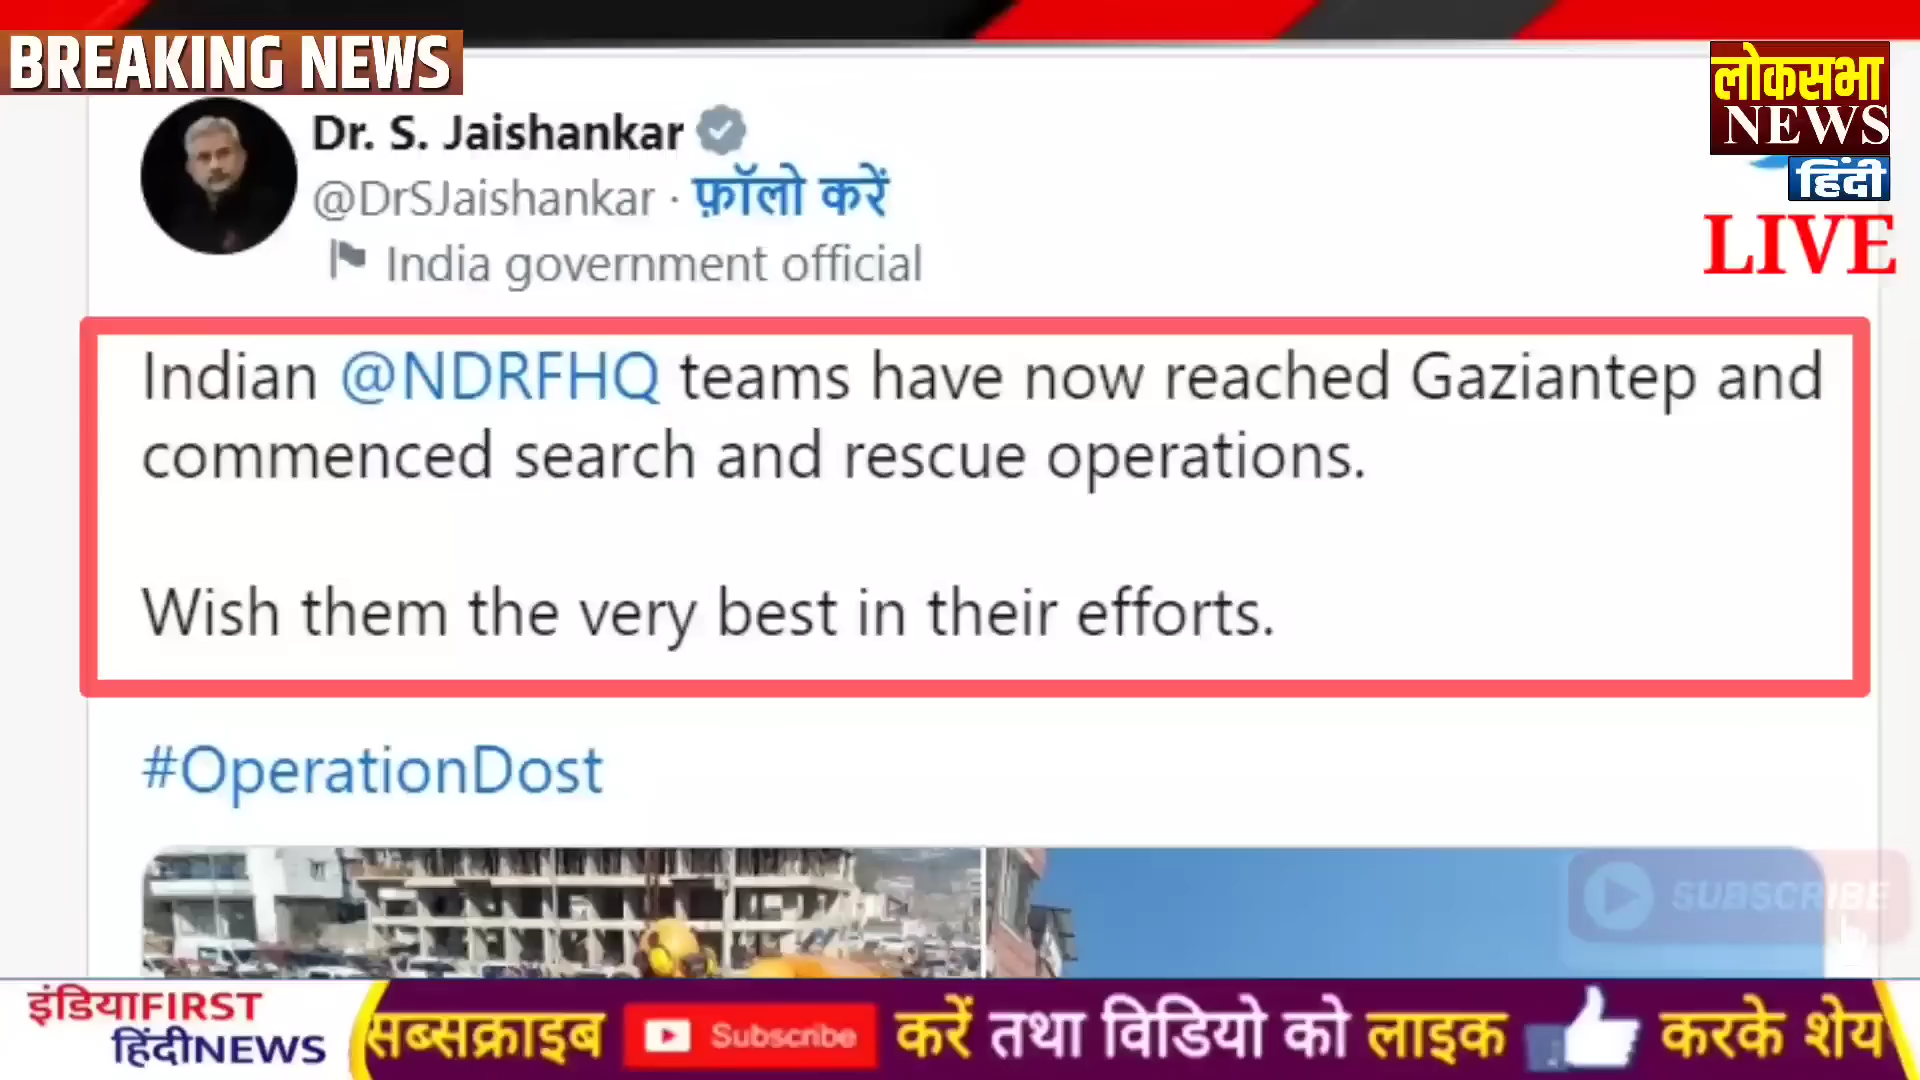 BREAKING NEWS
लोकसभा
NEWS
हिंदी
LIVE
Dr. S. Jaishankar
@DrSJaishankar · फ़ॉलो करें
India government official
Indian @NDRFHQ teams have now reached Gaziantep and
commenced search and rescue operations.
Wish them the very best in their efforts.
#OperationDost
SUBSCRIBE
इंडियाFIRST
हिंदीNEWS
सब्सक्राइब Subscribe करें तथा विडियो को लाइक करके शेय